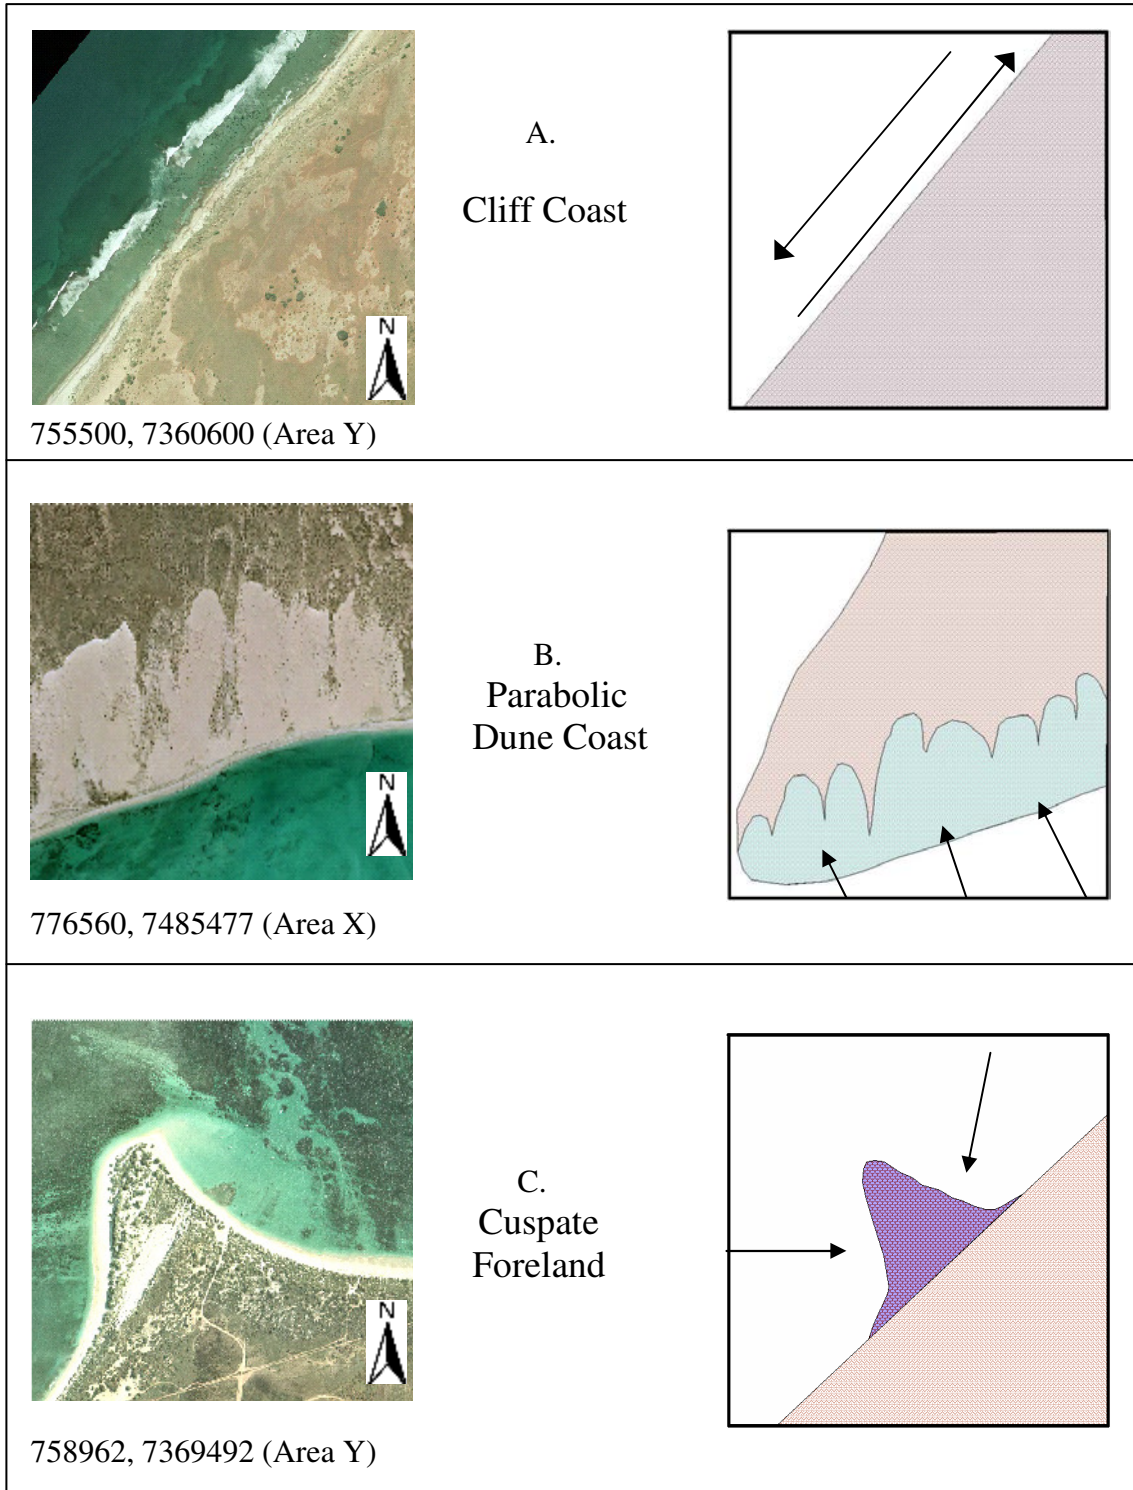 A.
Cliff Coast
N
755500, 7360600 (Area Y)
B.
Parabolic
Dune Coast
N
776560, 7485477 (Area X)
C.
Cuspate
Foreland
N
758962, 7369492 (Area Y)